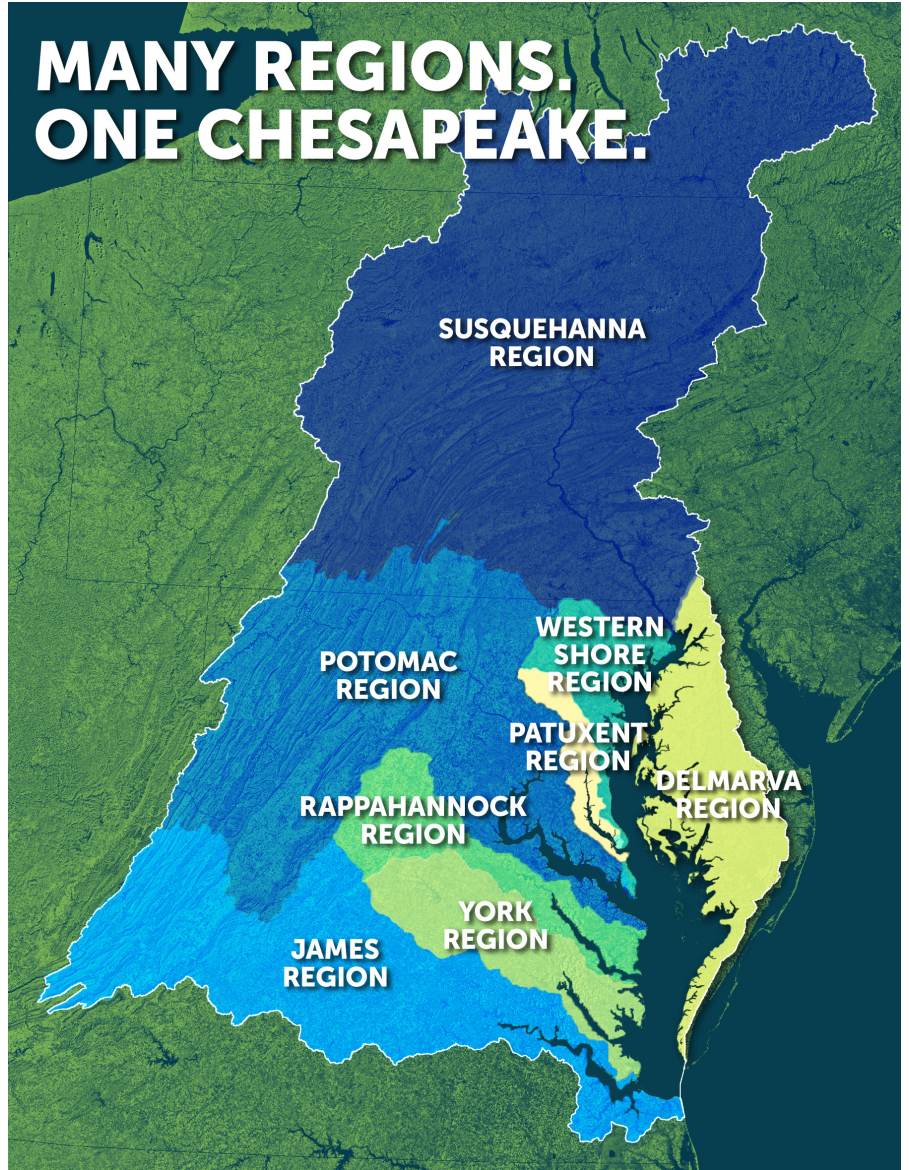 MANY REGIONS.
ONE CHESAPEAKE.
SUSQUEHANNA
REGION
WESTERN
SHORE
REGION
POTOMAC
REGION
PATUXENT
REGION
DELMARVA
REGION
RAPPAHANNOCK
REGION
YORK
REGION
JAMES
REGION